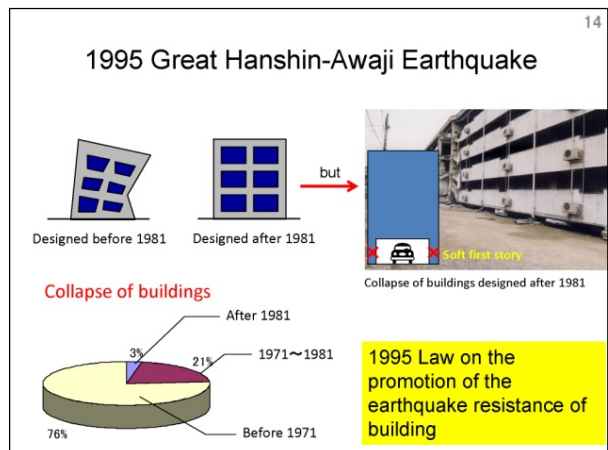 14
1995 Great Hanshin-Awaji Earthquake
but
Designed before 1981
Designed after 1981
Soft first story
Collapse of buildings designed after 1981
Collapse of buildings
After 1981
3%
21%
1971～1981
Before 1971
76%
1995 Law on the
promotion of the
earthquake resistance of
building